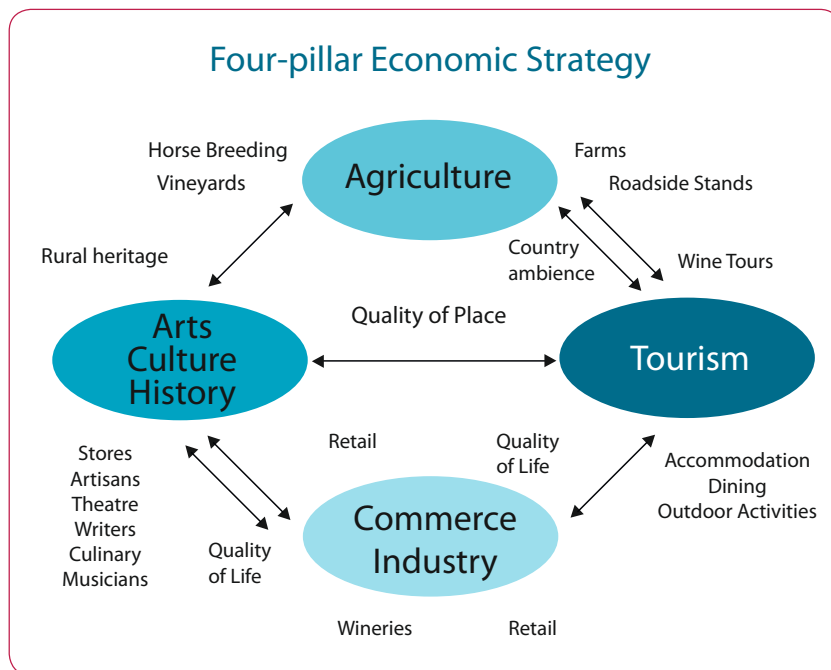 Four-pillar Economic Strategy
Horse Breeding
Vineyards
Agriculture
Farms
Roadside Stands
Rural heritage
Country
ambience
Wine Tours
Quality of Place
Arts
Culture
History
Tourism
Stores
Artisans
Theatre
Writers
Culinary
Musicians
Retail
Quality
of Life
Accommodation
Dining
Outdoor Activities
Quality
of Life
Commerce
Industry
Wineries
Retail